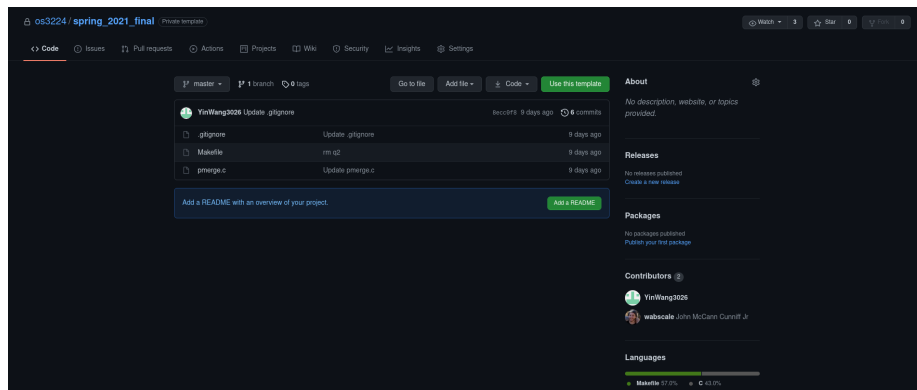 os3224 / spring_2021_final Private template
Watch 3 Star 0 Fork 0
Code Issues Pull requests Actions Projects Wiki Security Insights Settings
master 1 branch 0 tags Go to file Add file Code Use this template
YinWang3026 Update .gitignore 9 days ago 6 commits
.gitignore Update .gitignore 9 days ago
Makefile rm q2 9 days ago
pmerge.c Update pmerge.c 9 days ago
Add a README with an overview of your project. Add a README
About
No description, website, or topics
provided.
Releases
No releases published
Create a new release
Packages
No packages published
Publish your first package
Contributors 2
YinWang3026
wabscale John McCann Cunniff Jr
Languages
Makefile 57.0% C 43.0%